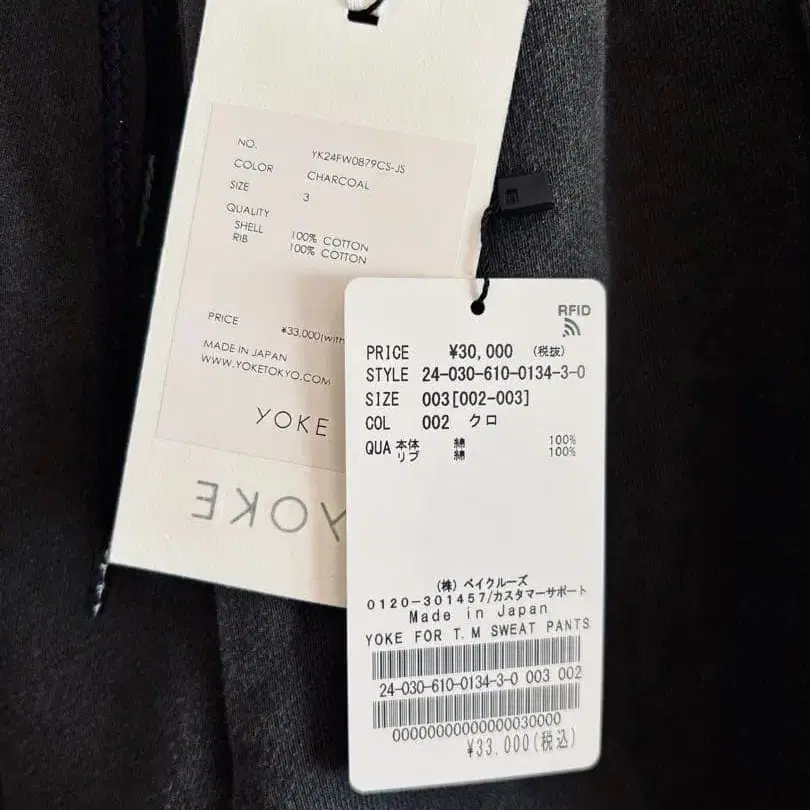 NO. YK24FW0879CS-JS
COLOR CHARCOAL
SIZE 3
QUALITY
SHELL 100% COTTON
RIB 100% COTTON
PRICE ¥33,000(with
MADE IN JAPAN
WWW.YOKETOKYO.COM
YOKE
YOKE
RFID
PRICE ¥30,000 (税抜)
STYLE 24-030-610-0134-3-0
SIZE 003[002-003]
COL 002 クロ
QUA 本体 綿 100%
リブ 綿 100%
(株) ベイクルーズ
0120-301457/カスタマーサポート
Made in Japan
YOKE FOR T.M SWEAT PANTS
24-030-610-0134-3-0 003 002
00000000000000030000
¥33,000(税込)